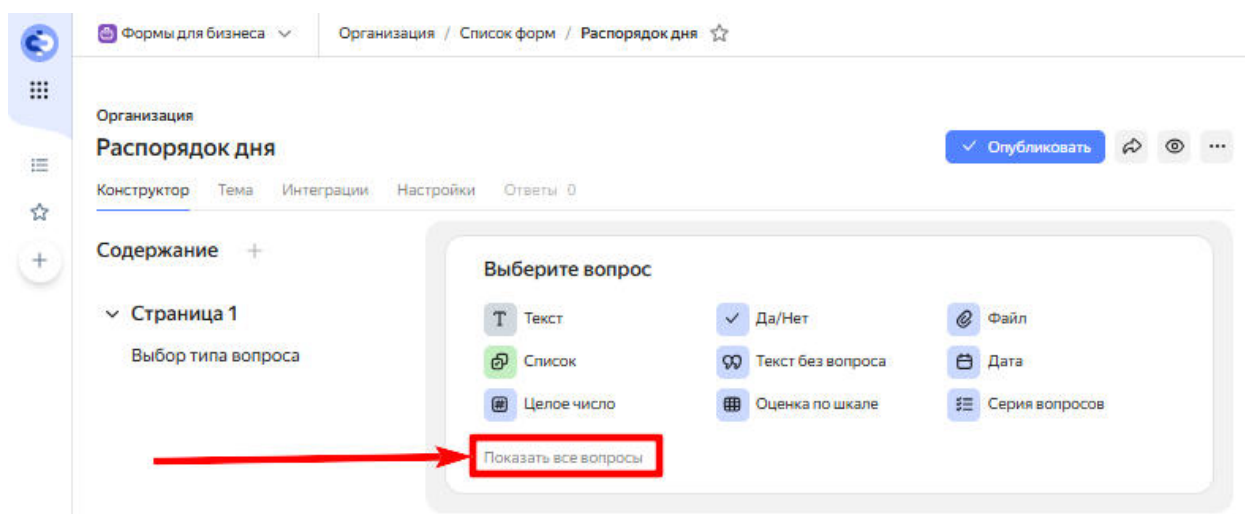 Формы для бизнеса Организация / Список форм / Распорядок дня
Организация
Распорядок дня
Опубликовать
Конструктор Тема Интеграции Настройки Ответы 0
Содержание +
Выберите вопрос
Страница 1
Выбор типа вопроса
Текст Да/Нет Файл
Список Текст без вопроса Дата
Целое число Оценка по шкале Серия вопросов
Показать все вопросы